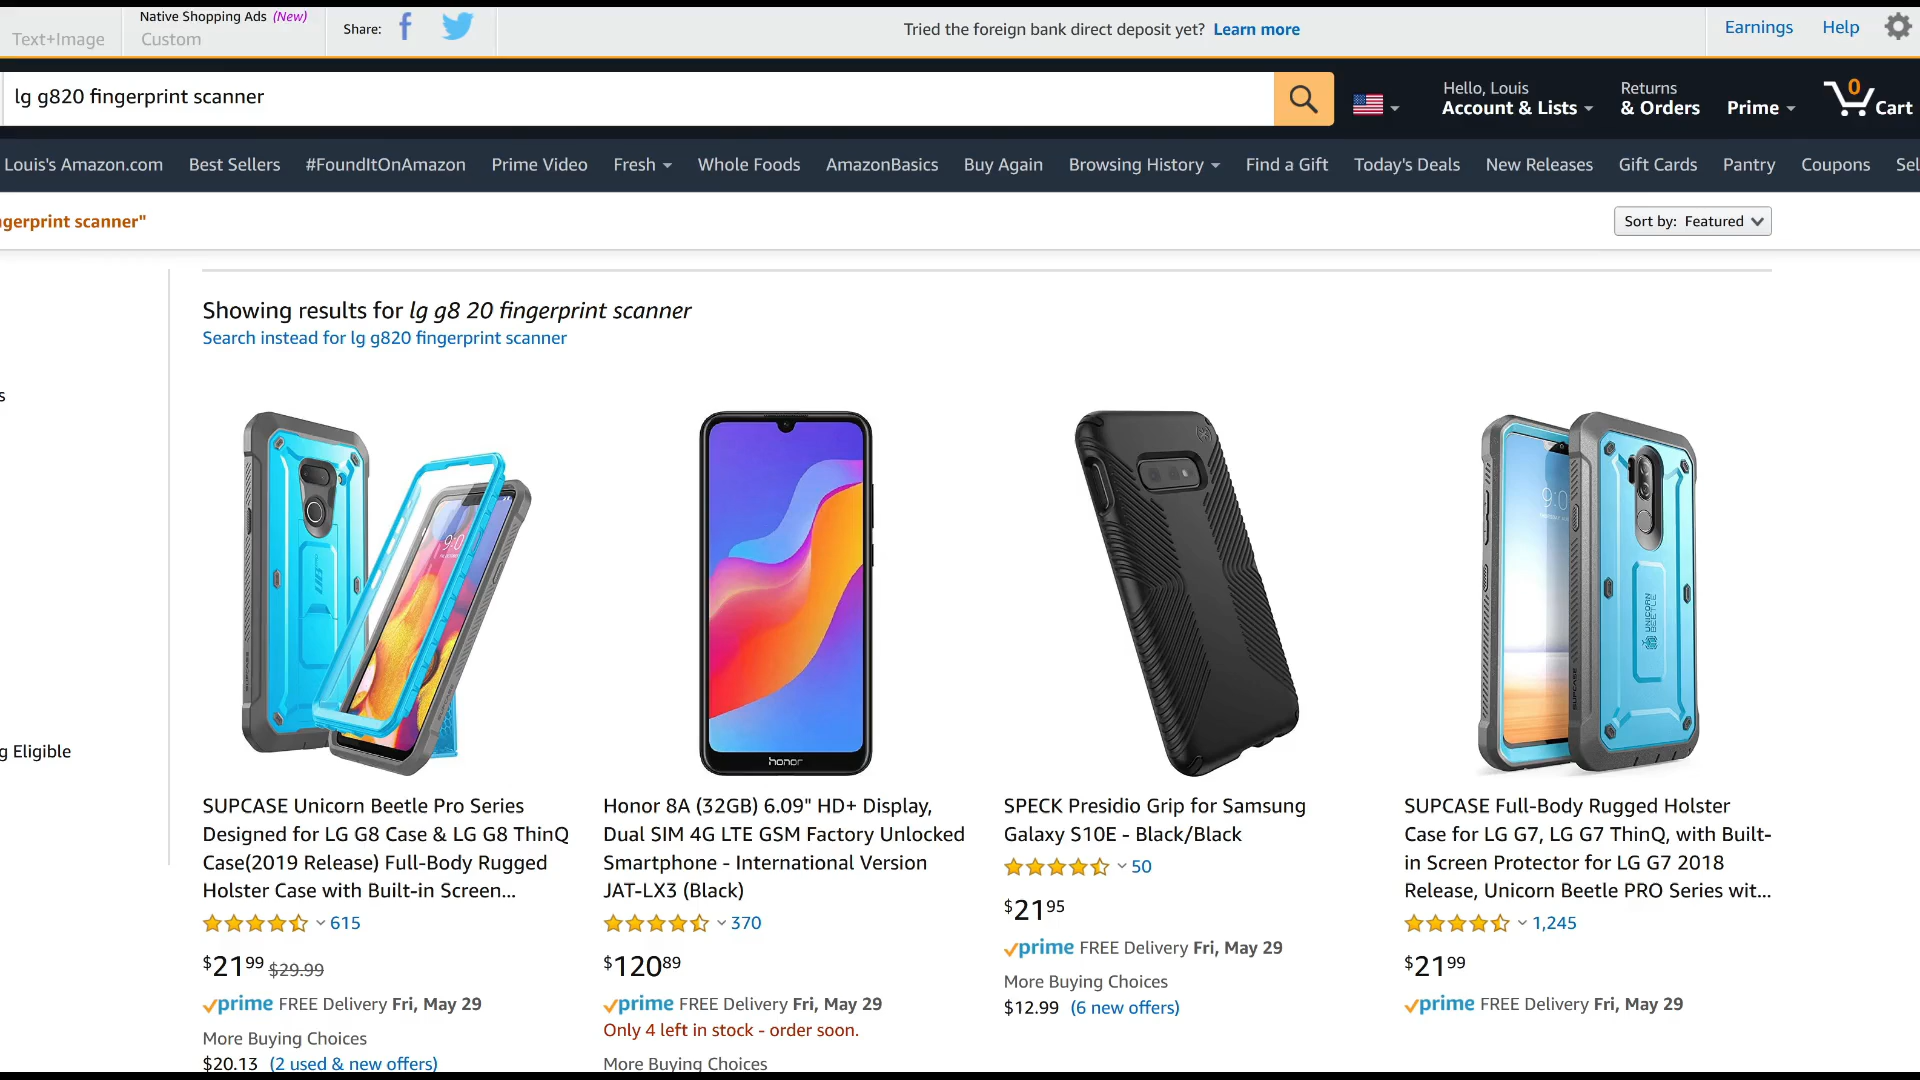 Native Shopping Ads (New)
Text+Image
Custom
Share:
Tried the foreign bank direct deposit yet? Learn more
Earnings
Help
lg g820 fingerprint scanner
Hello, Louis
Account & Lists
Returns
& Orders
Prime
0
Cart
Louis's Amazon.com
Best Sellers
#FoundItOnAmazon
Prime Video
Fresh
Whole Foods
AmazonBasics
Buy Again
Browsing History
Find a Gift
Today's Deals
New Releases
Gift Cards
Pantry
Coupons
Sel
ngerprint scanner"
Sort by: Featured
Showing results for lg g8 20 fingerprint scanner
Search instead for lg g820 fingerprint scanner
s
g Eligible
honor
UNICORN BEETLE
SUPCASE
SUPCASE Unicorn Beetle Pro Series
Designed for LG G8 Case & LG G8 ThinQ
Case(2019 Release) Full-Body Rugged
Holster Case with Built-in Screen...
615
$21.99 $29.99
prime FREE Delivery Fri, May 29
More Buying Choices
$20.13 (2 used & new offers)
Honor 8A (32GB) 6.09" HD+ Display,
Dual SIM 4G LTE GSM Factory Unlocked
Smartphone - International Version
JAT-LX3 (Black)
370
$120.89
prime FREE Delivery Fri, May 29
Only 4 left in stock - order soon.
More Buying Choices
SPECK Presidio Grip for Samsung
Galaxy S10E - Black/Black
50
$21.95
prime FREE Delivery Fri, May 29
More Buying Choices
$12.99 (6 new offers)
SUPCASE Full-Body Rugged Holster
Case for LG G7, LG G7 ThinQ, with Built-
in Screen Protector for LG G7 2018
Release, Unicorn Beetle PRO Series wit...
1,245
$21.99
prime FREE Delivery Fri, May 29